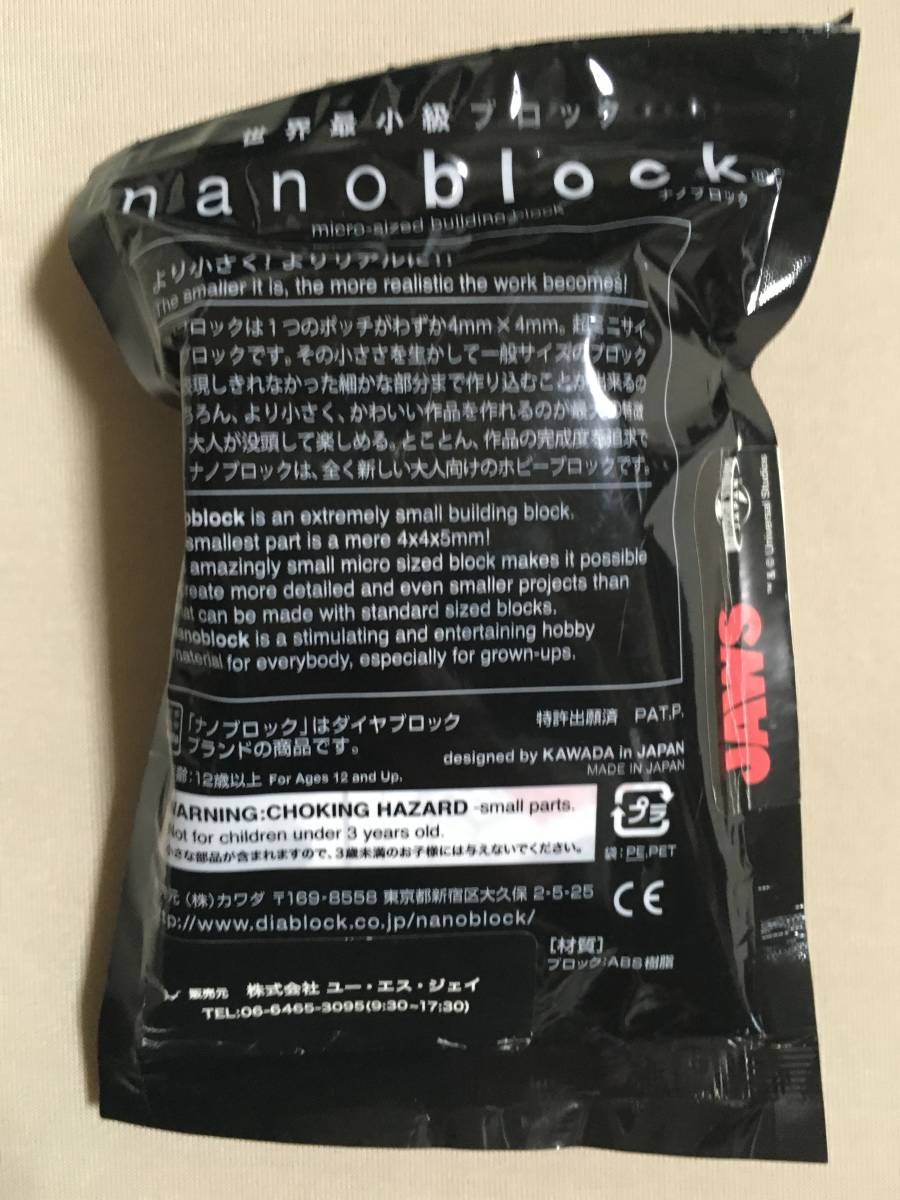 世界最小級ブロック
nanoblock®
ナノブロック
micro-sized building block
より小さく！よりリアルに！！
The smaller it is, the more realistic the work becomes!
ブロックは1つのポッチがわずか4mm×4mm。超ミニサイ
ブロックです。その小ささを生かして一般サイズのブロック
表現しきれなかった細かな部分まで作り込むことが出来るの
ちろん、より小さく、かわいい作品を作れるのが最大の特徴
大人が没頭して楽しめる。とことん、作品の完成度を追求で
ナノブロックは、全く新しい大人向けのホビーブロックです。
oblock is an extremely small building block.
smallest part is a mere 4x4x5mm!
amazingly small micro sized block makes it possible
reate more detailed and even smaller projects than
at can be made with standard sized blocks.
anoblock is a stimulating and entertaining hobby
material for everybody, especially for grown-ups.
「ナノブロック」はダイヤブロック
ブランドの商品です。
特許出願済 PAT.P.
designed by KAWADA in JAPAN
MADE IN JAPAN
齢:12歳以上 For Ages 12 and Up.
WARNING:CHOKING HAZARD -small parts.
Not for children under 3 years old.
小さな部品が含まれますので、3歳未満のお子様には与えないでください。
プラ
袋:PE,PET
元 (株)カワダ 〒169-8558 東京都新宿区大久保 2-5-25
tp://www.diablock.co.jp/nanoblock/
CE
[材質]
ブロック:ABS樹脂
販売元 株式会社 ユー・エス・ジェイ
TEL:06-6465-3095(9:30~17:30)
JAWS
™ & © Universal Studios